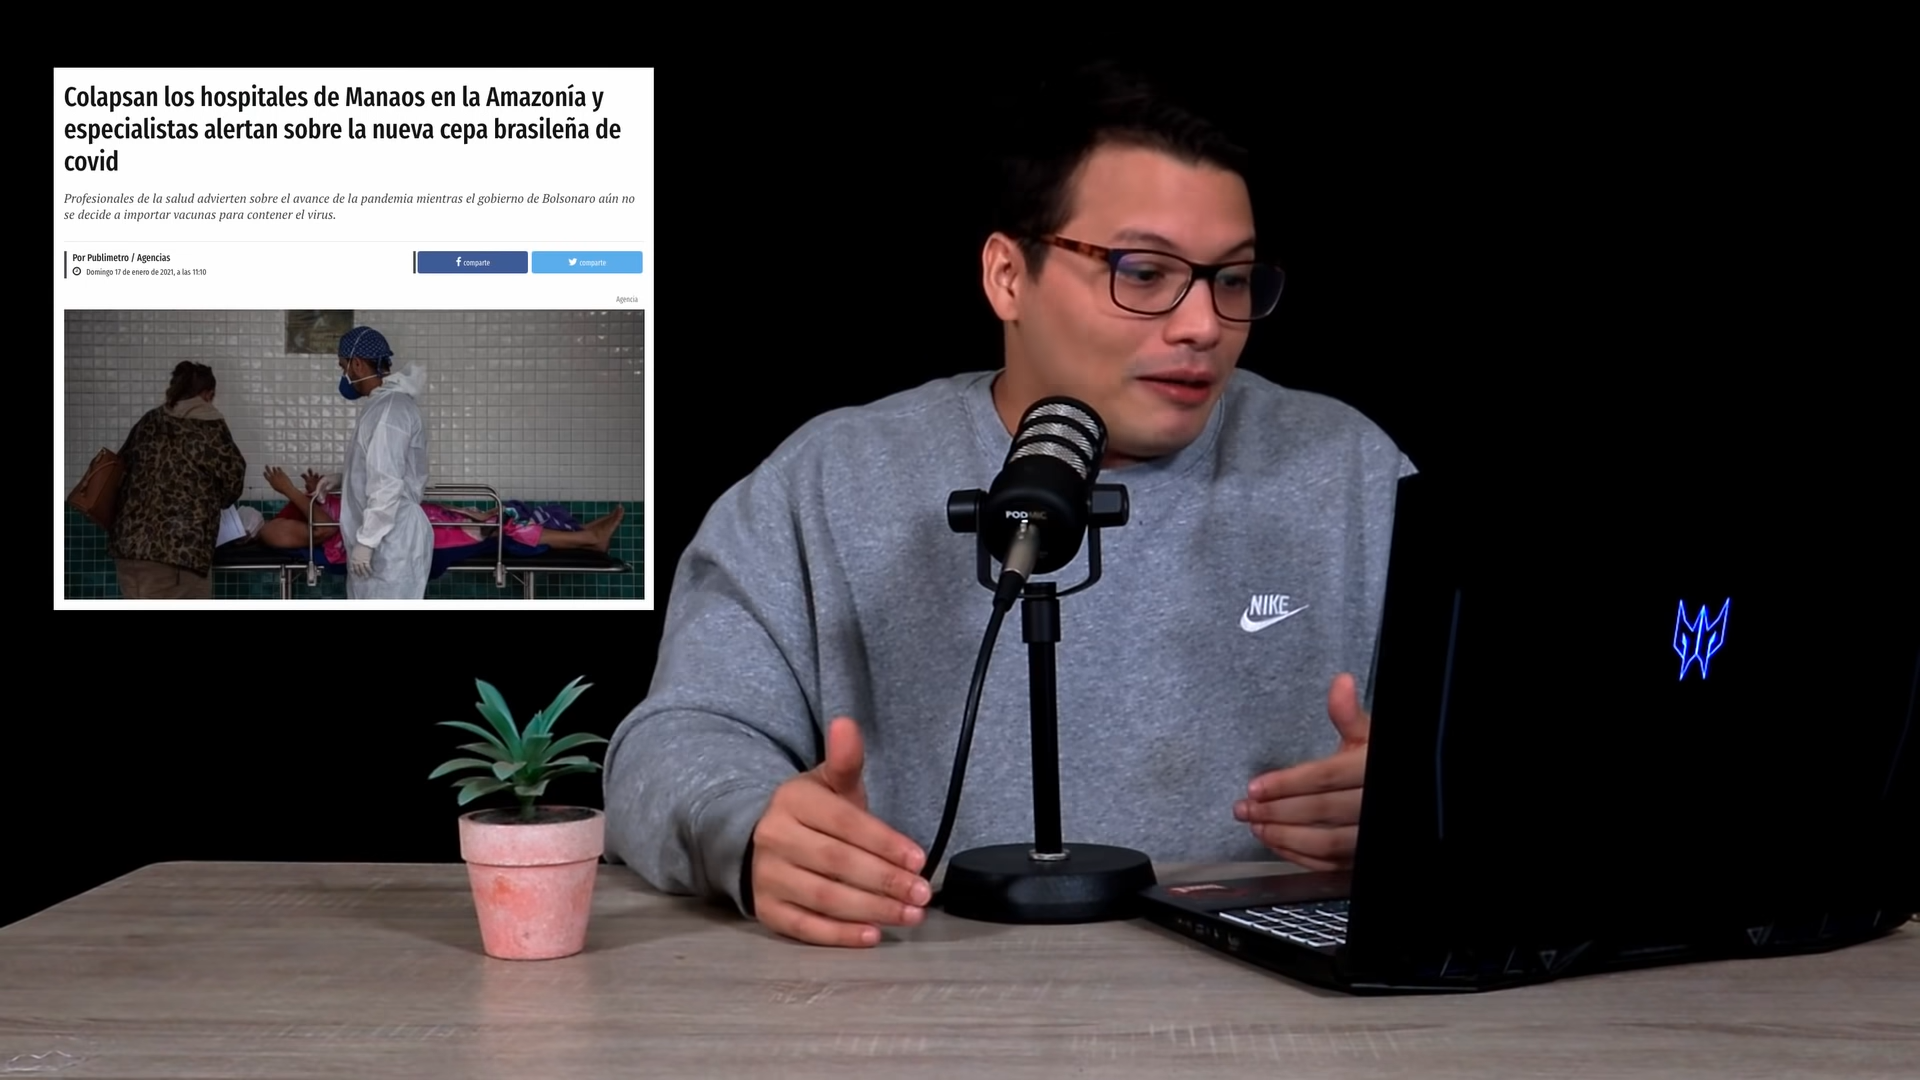 Colapsan los hospitales de Manaos en la Amazonía y
especialistas alertan sobre la nueva cepa brasileña de
covid
Profesionales de la salud advierten sobre el avance de la pandemia mientras el gobierno de Bolsonaro aún no
se decide a importar vacunas para contener el virus.
Por Publimetro / Agencias
Domingo 17 de enero de 2021, a las 11:10
comparte
comparte
Agencia
PODMIC
NIKE